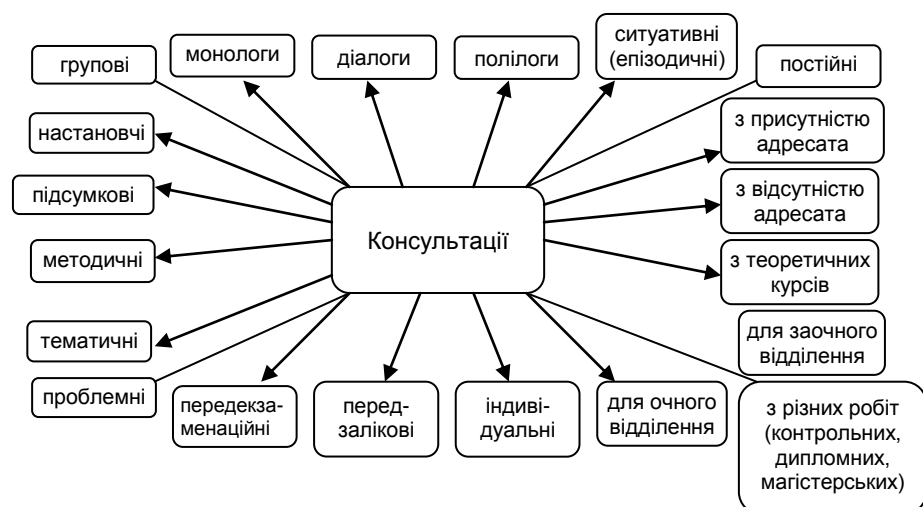 групові
монологи
діалоги
полілоги
ситуативні
(епізодичні)
постійні
настановчі
з присутністю
адресата
підсумкові
з відсутністю
адресата
Консультації
методичні
з теоретичних
курсів
тематичні
для заочного
відділення
проблемні
передекза-
менаційні
перед-
залікові
індиві-
дуальні
для очного
відділення
з різних робіт
(контрольних,
дипломних,
магістерських)